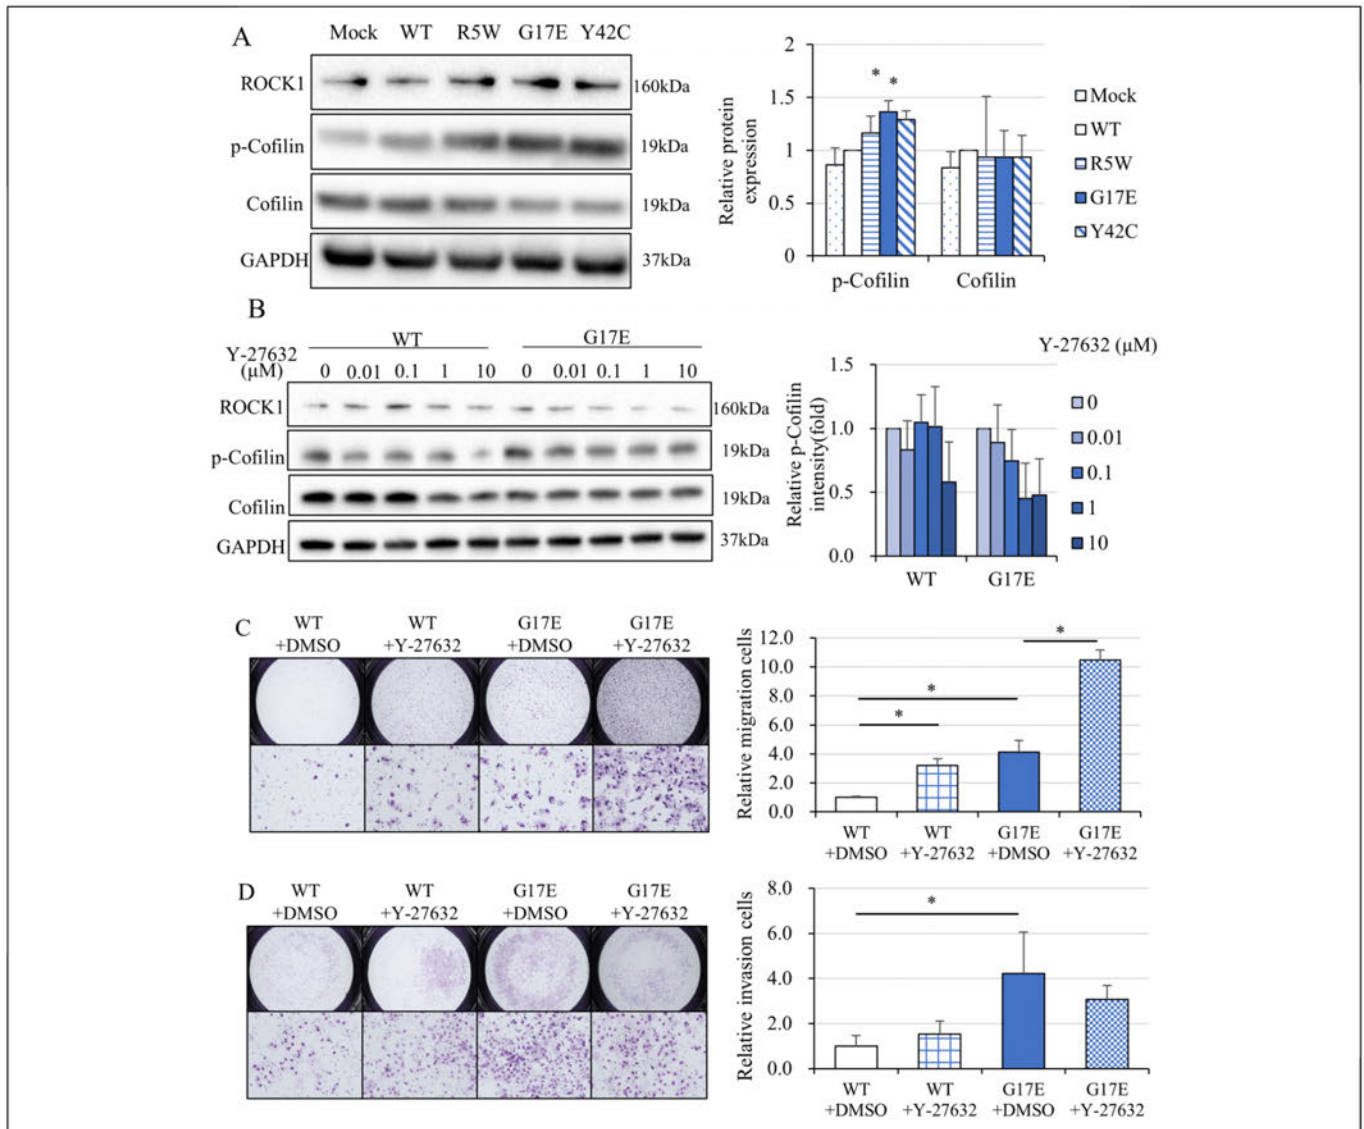 A
Mock WT R5W G17E Y42C
ROCK1 160kDa
p-Cofilin 19kDa
Cofilin 19kDa
GAPDH 37kDa
Relative protein
expression
2
1.5
1
0.5
0
* *
p-Cofilin Cofilin
Mock
WT
R5W
G17E
Y42C
B
WT G17E
Y-27632
(μM) 0 0.01 0.1 1 10 0 0.01 0.1 1 10
ROCK1 160kDa
p-Cofilin 19kDa
Cofilin 19kDa
GAPDH 37kDa
Relative p-Cofilin
intensity(fold)
1.5
1.0
0.5
0.0
WT G17E
Y-27632 (μM)
0
0.01
0.1
1
10
C
WT WT G17E G17E
+DMSO +Y-27632 +DMSO +Y-27632
Relative migration cells
12.0
10.0
8.0
6.0
4.0
2.0
0.0
*
*
*
WT WT G17E G17E
+DMSO +Y-27632 +DMSO +Y-27632
D
WT WT G17E G17E
+DMSO +Y-27632 +DMSO +Y-27632
Relative invasion cells
8.0
6.0
4.0
2.0
0.0
*
WT WT G17E G17E
+DMSO +Y-27632 +DMSO +Y-27632